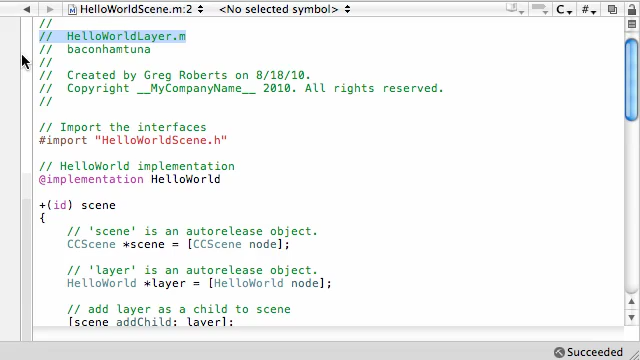 HelloWorldScene.m:2 <No selected symbol> C #
//
// HelloWorldLayer.m
// baconhamtuna
//
// Created by Greg Roberts on 8/18/10.
// Copyright __MyCompanyName__ 2010. All rights reserved.
//
// Import the interfaces
#import "HelloWorldScene.h"
// HelloWorld implementation
@implementation HelloWorld
+(id) scene
{
// 'scene' is an autorelease object.
CCScene *scene = [CCScene node];
// 'layer' is an autorelease object.
HelloWorld *layer = [HelloWorld node];
// add layer as a child to scene
[scene addChild: layer];
Succeeded